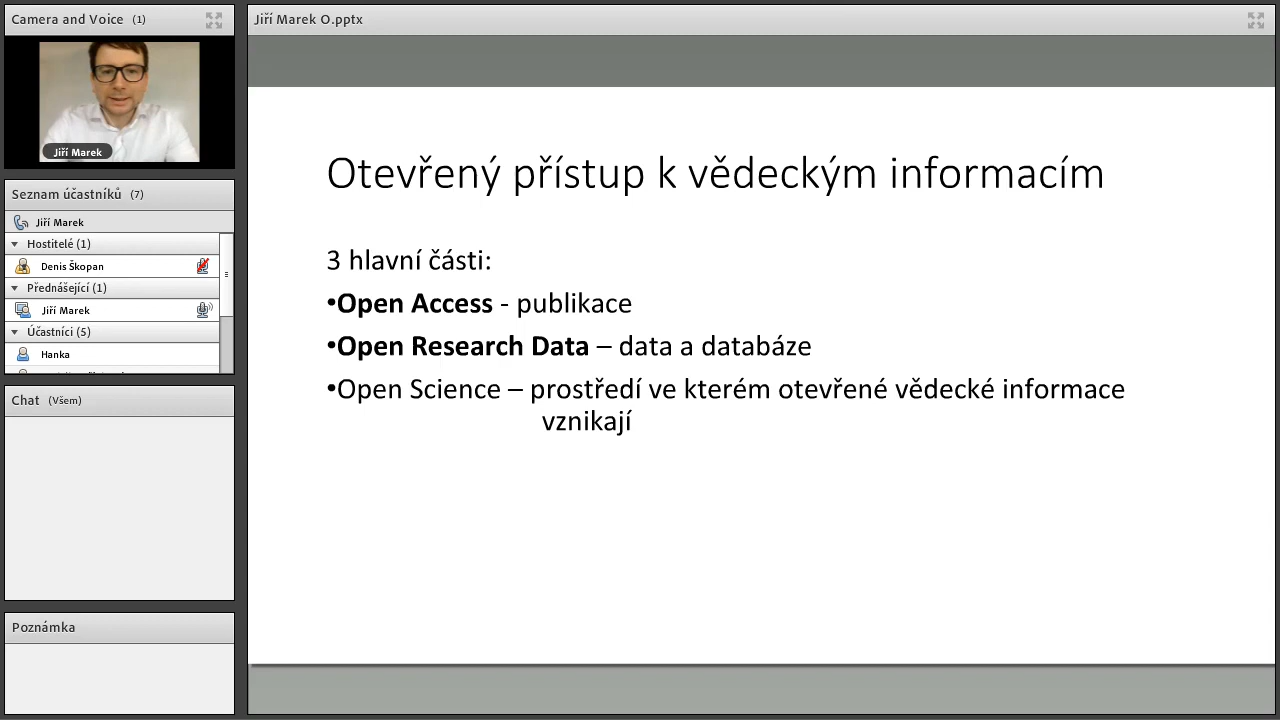 Camera and Voice (1)
Jiří Marek
Seznam účastníků (7)
Jiří Marek
Hostitelé (1)
Denis Škopan
Přednášející (1)
Jiří Marek
Účastníci (5)
Hanka
Chat (Všem)
Poznámka
Jiří Marek O.pptx
Otevřený přístup k vědeckým informacím
3 hlavní části:
•Open Access - publikace
•Open Research Data – data a databáze
•Open Science – prostředí ve kterém otevřené vědecké informace
vznikají